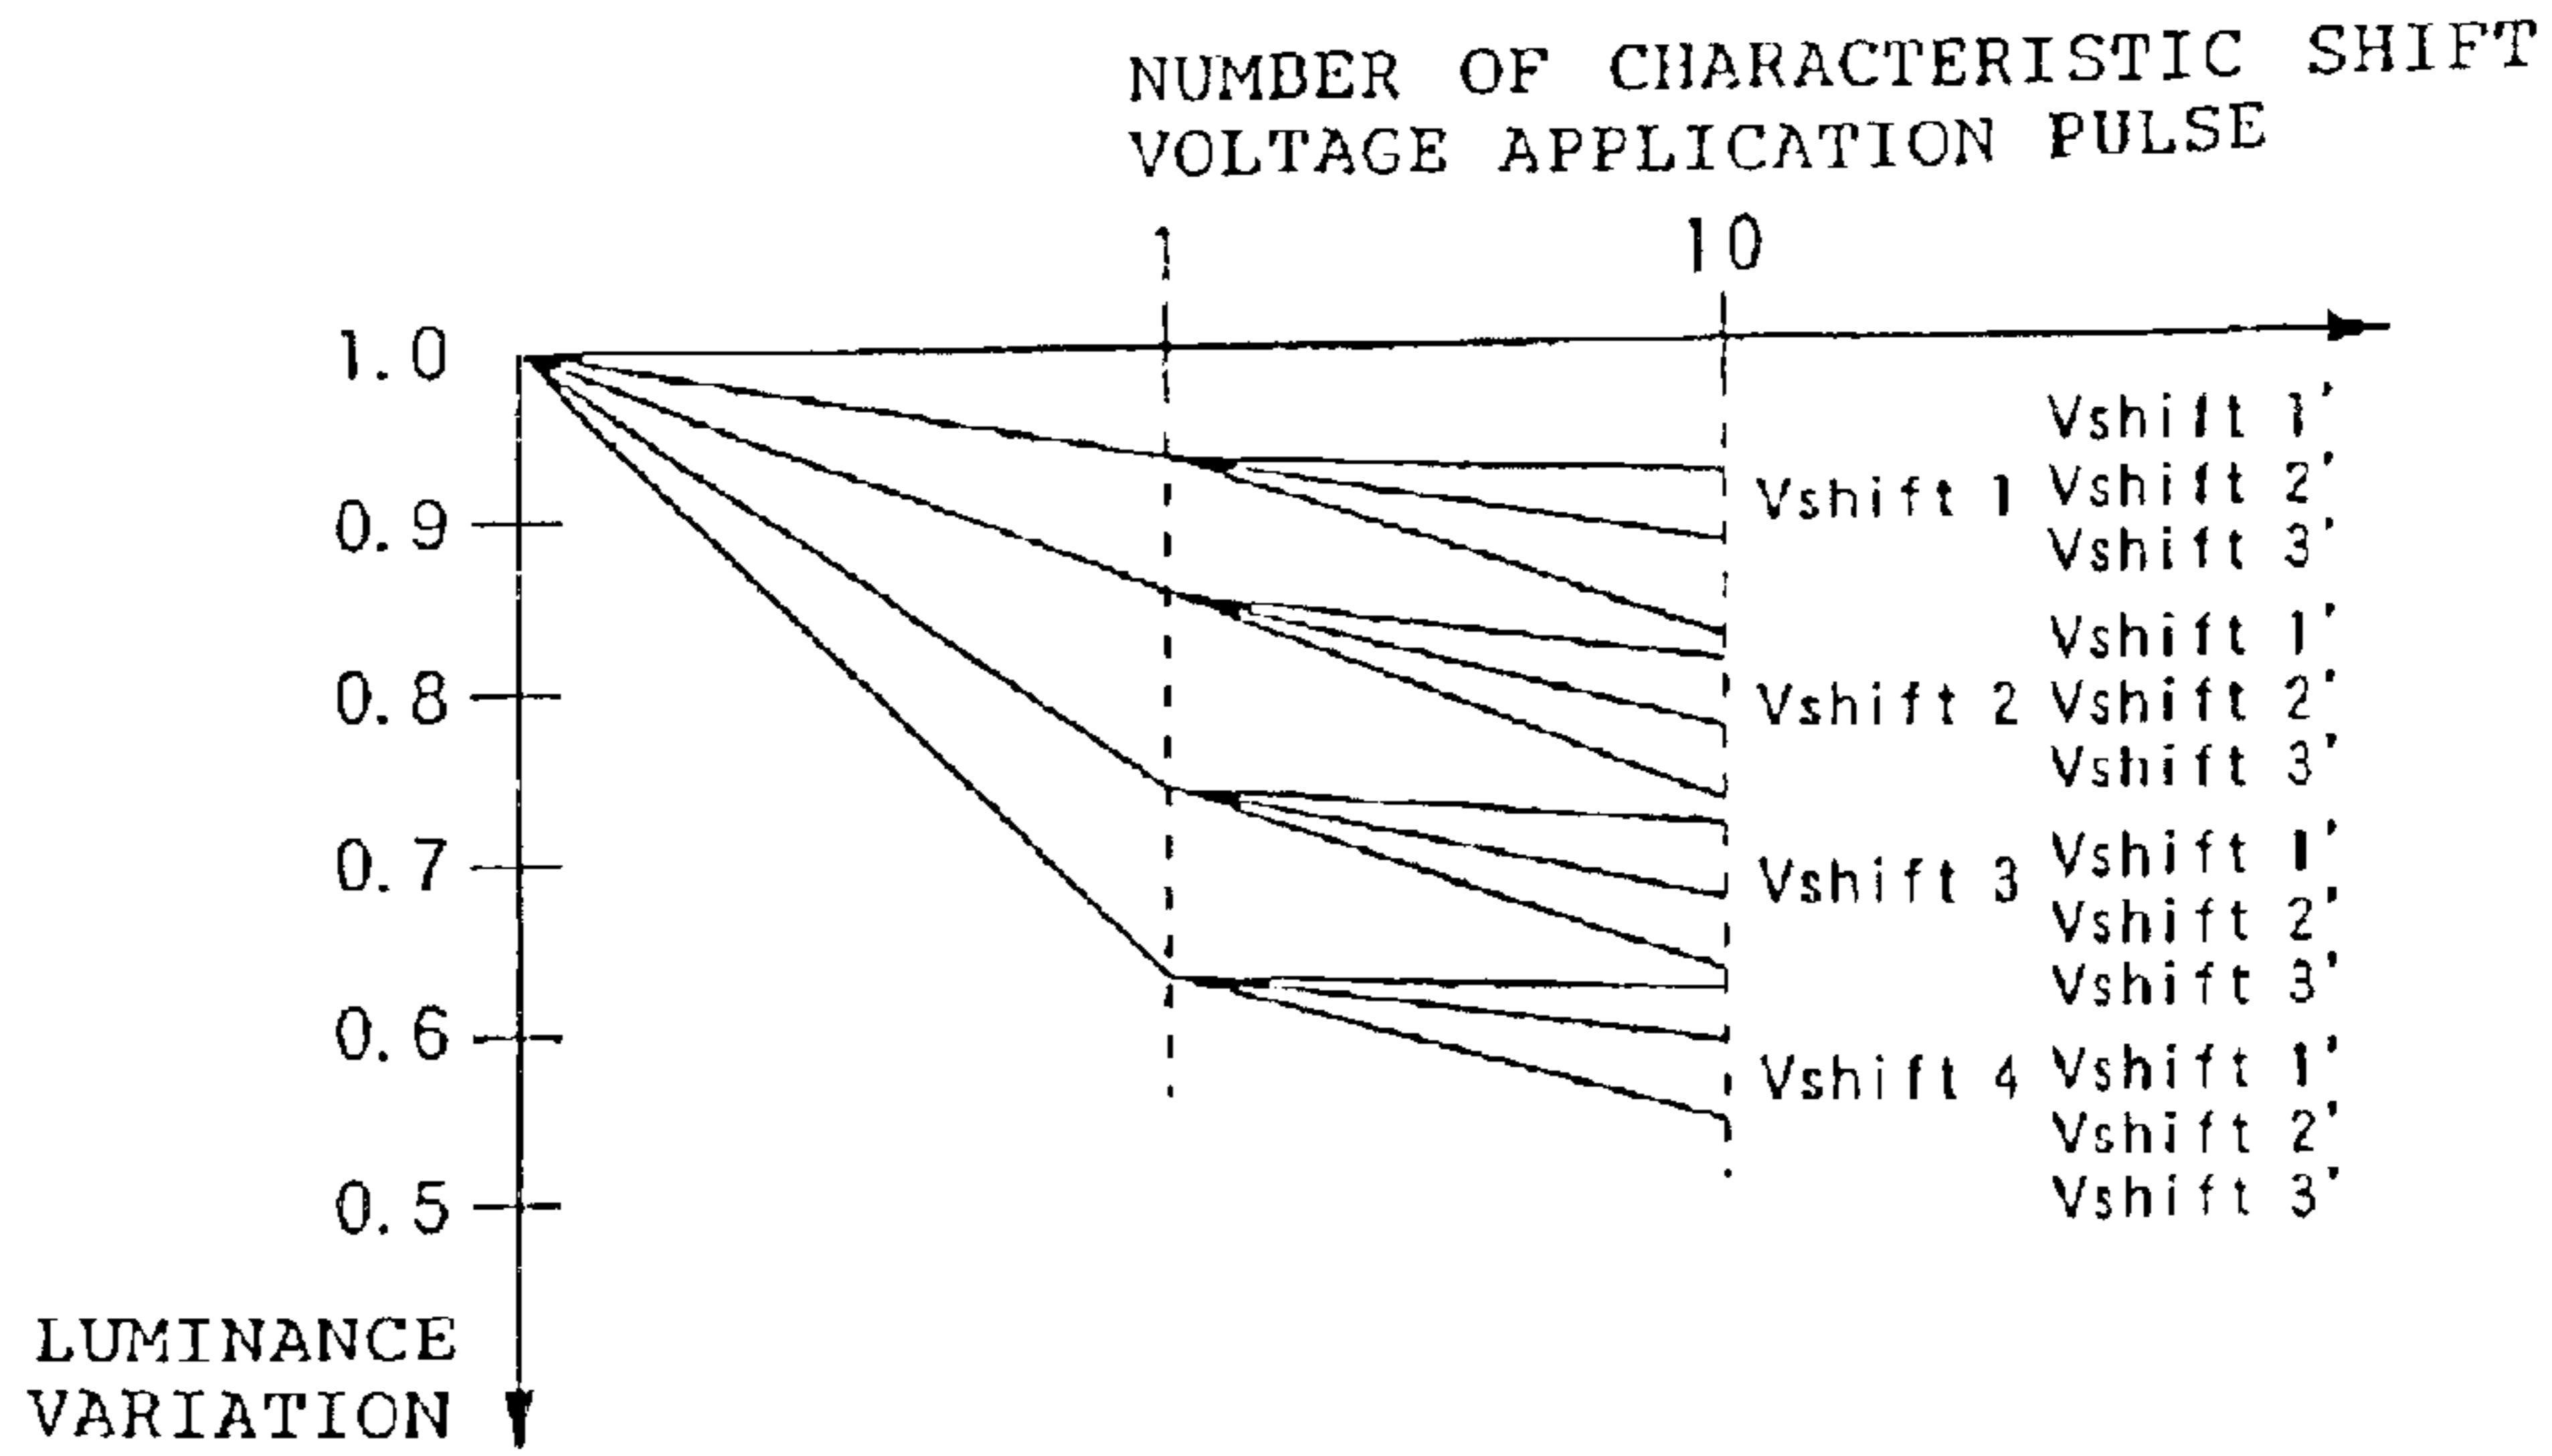 NUMBER OF CHARACTERISTIC SHIFT
VOLTAGE APPLICATION PULSE
1 10
1.0
0.9
0.8
0.7
0.6
0.5
Vshift 1'
Vshift 1 Vshift 2'
Vshift 3'
Vshift 1'
Vshift 2 Vshift 2'
Vshift 3'
Vshift 3 Vshift 1'
Vshift 2'
Vshift 3'
Vshift 4 Vshift 1'
Vshift 2'
Vshift 3'
LUMINANCE
VARIATION